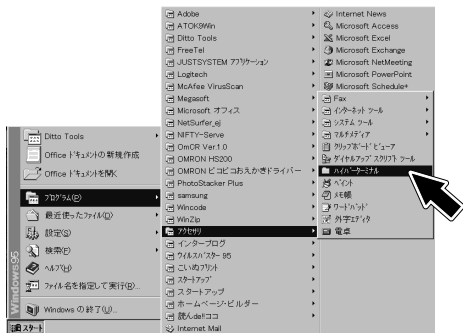 Ditto Tools
Office ドキュメントの新規作成
Office ドキュメントを開く
プログラム(P)
最近使ったファイル(D)
設定(S)
検索(F)
ヘルプ(H)
ファイル名を指定して実行(R)...
Windows の終了(U)...
Windows95
スタート
Adobe
ATOK9Win
Ditto Tools
FreeTel
JUSTSYSTEM アプリケーション
Logitech
McAfee VirusScan
Megasoft
Microsoft オフィス
NetSurfer_ej
NIFTY-Serve
OmCR Ver.1.0
OMRON HS200
OMRON ピコピコおえかきドライバー
PhotoStacker Plus
samsung
Wincode
WinZip
アクセサリ
インターブログ
ウイルスバスター 95
こいぬプリント
スタートアップ
スタートアップ
ホームページ・ビルダー
読んde!!ココ
Internet Mail
Internet News
Microsoft Access
Microsoft Excel
Microsoft Exchange
Microsoft NetMeeting
Microsoft PowerPoint
Microsoft Schedule+
Fax
インターネット ツール
システム ツール
マルチメディア
クリップボード ビューア
ダイヤルアップ スクリプト ツール
ハイパーターミナル
ペイント
メモ帳
ワードパッド
外字エディタ
電卓